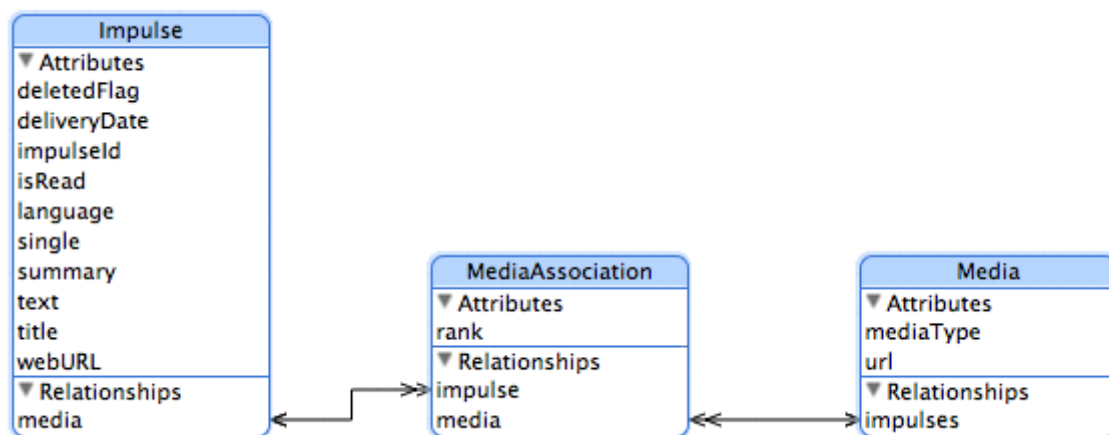 Impulse
Attributes
deletedFlag
deliveryDate
impulseId
isRead
language
single
summary
text
title
webURL
Relationships
media
MediaAssociation
Attributes
rank
Relationships
impulse
media
Media
Attributes
mediaType
url
Relationships
impulses